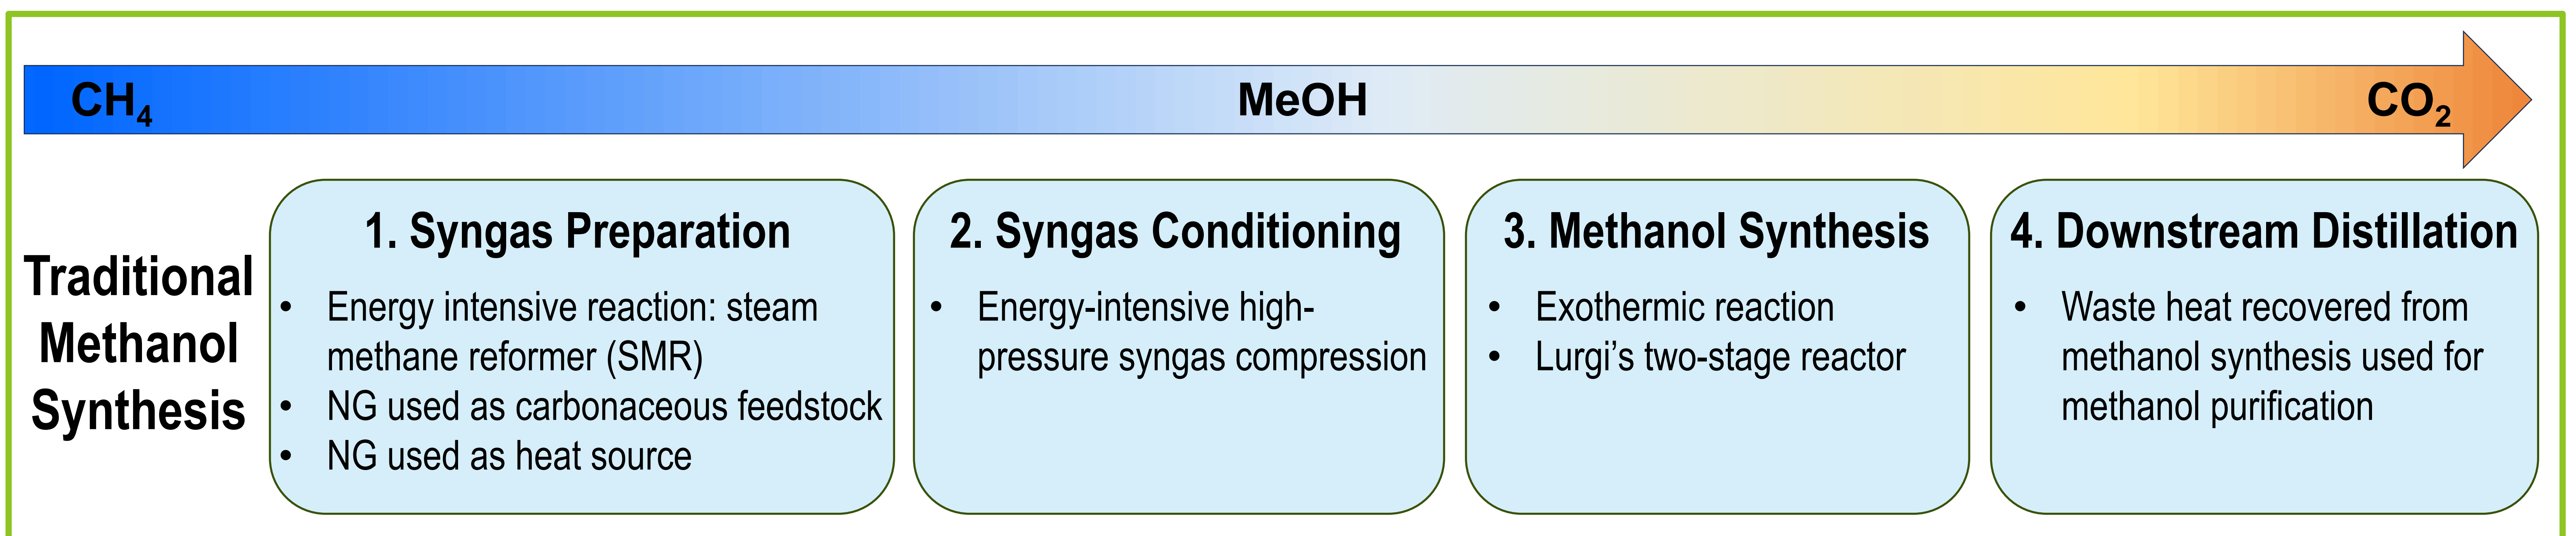 CH₄
MeOH
CO₂
Traditional
Methanol
Synthesis
1. Syngas Preparation
• Energy intensive reaction: steam
methane reformer (SMR)
• NG used as carbonaceous feedstock
• NG used as heat source
2. Syngas Conditioning
• Energy-intensive high-
pressure syngas compression
3. Methanol Synthesis
• Exothermic reaction
• Lurgi’s two-stage reactor
4. Downstream Distillation
• Waste heat recovered from
methanol synthesis used for
methanol purification